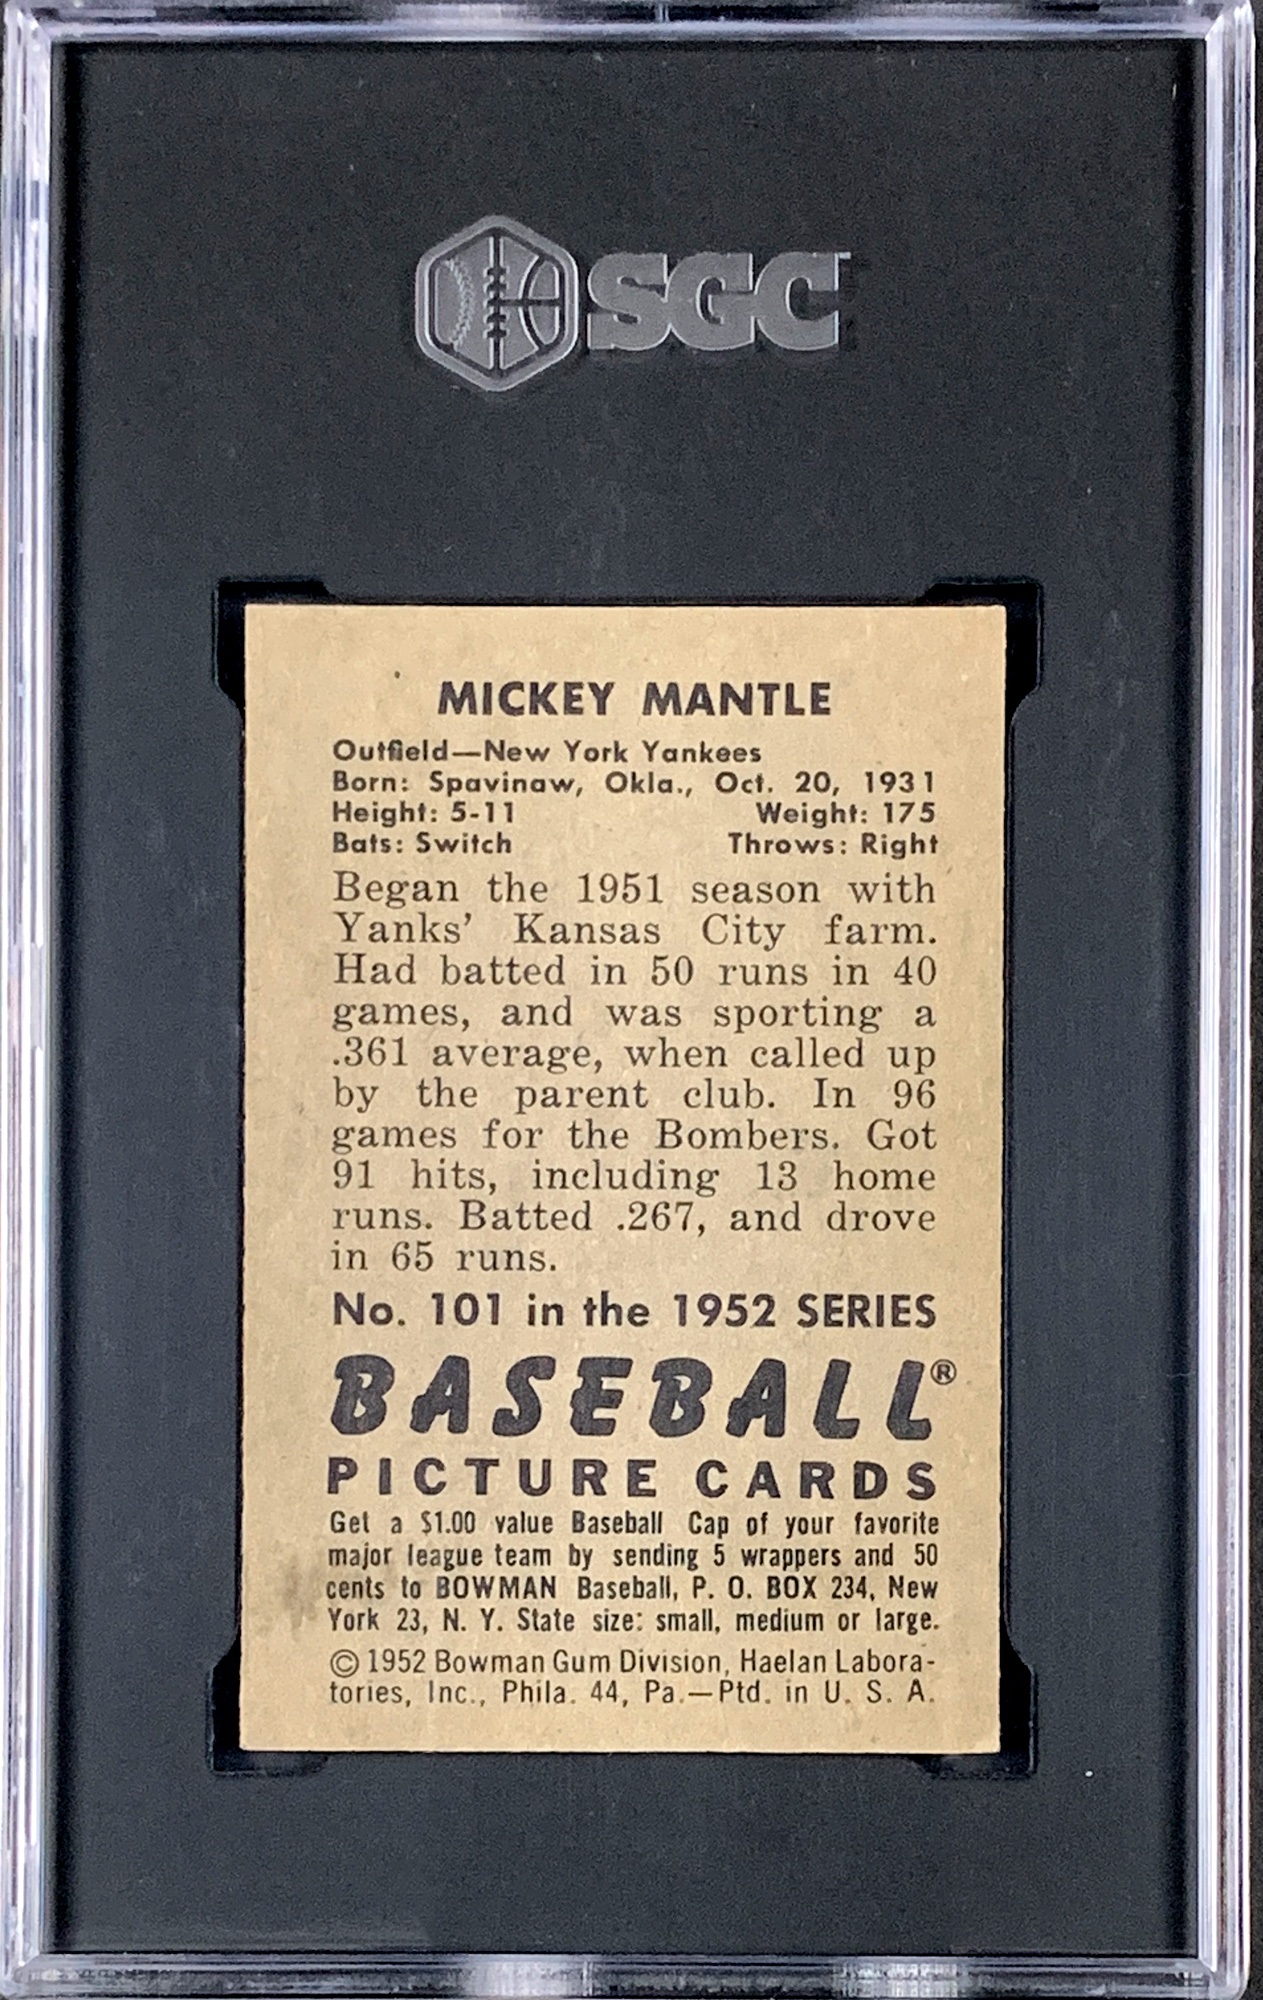 SGC
MICKEY MANTLE
Outfield—New York Yankees
Born: Spavinaw, Okla., Oct. 20, 1931
Height: 5-11 Weight: 175
Bats: Switch Throws: Right
Began the 1951 season with
Yanks' Kansas City farm.
Had batted in 50 runs in 40
games, and was sporting a
.361 average, when called up
by the parent club. In 96
games for the Bombers. Got
91 hits, including 13 home
runs. Batted .267, and drove
in 65 runs.
No. 101 in the 1952 SERIES
BASEBALL®
PICTURE CARDS
Get a $1.00 value Baseball Cap of your favorite
major league team by sending 5 wrappers and 50
cents to BOWMAN Baseball, P. O. BOX 234, New
York 23, N. Y. State size: small, medium or large.
© 1952 Bowman Gum Division, Haelan Labora-
tories, Inc., Phila. 44, Pa.—Ptd. in U. S. A.